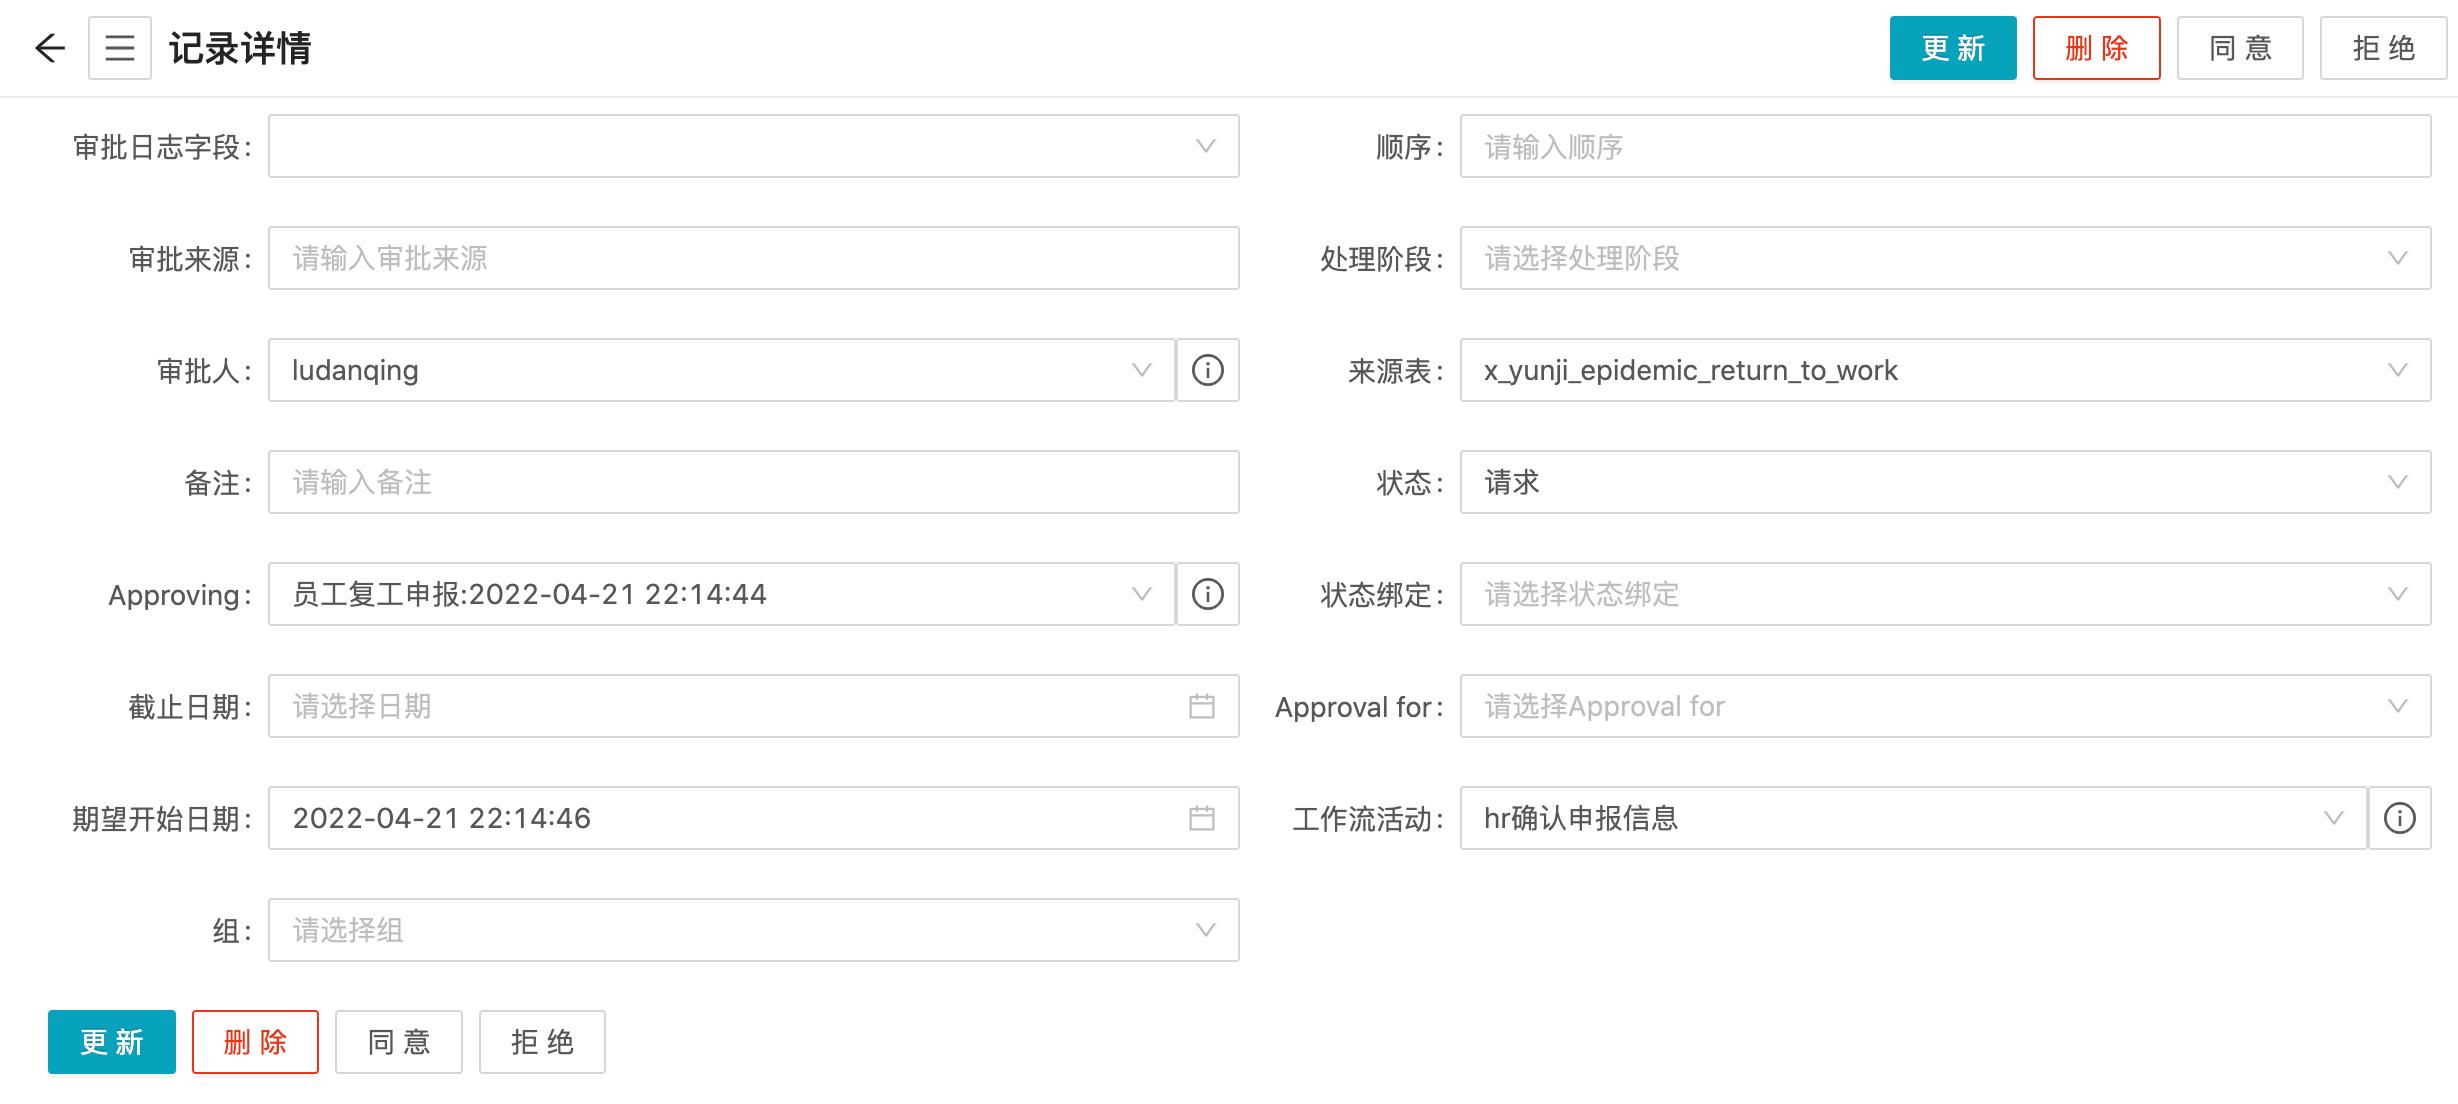 记录详情
更 新
删 除
同 意
拒 绝
审批日志字段:
顺序: 请输入顺序
审批来源: 请输入审批来源
处理阶段: 请选择处理阶段
审批人: ludanqing
来源表: x_yunji_epidemic_return_to_work
备注: 请输入备注
状态: 请求
Approving: 员工复工申报:2022-04-21 22:14:44
状态绑定: 请选择状态绑定
截止日期: 请选择日期
Approval for: 请选择Approval for
期望开始日期: 2022-04-21 22:14:46
工作流活动: hr确认申报信息
组: 请选择组
更 新
删 除
同 意
拒 绝